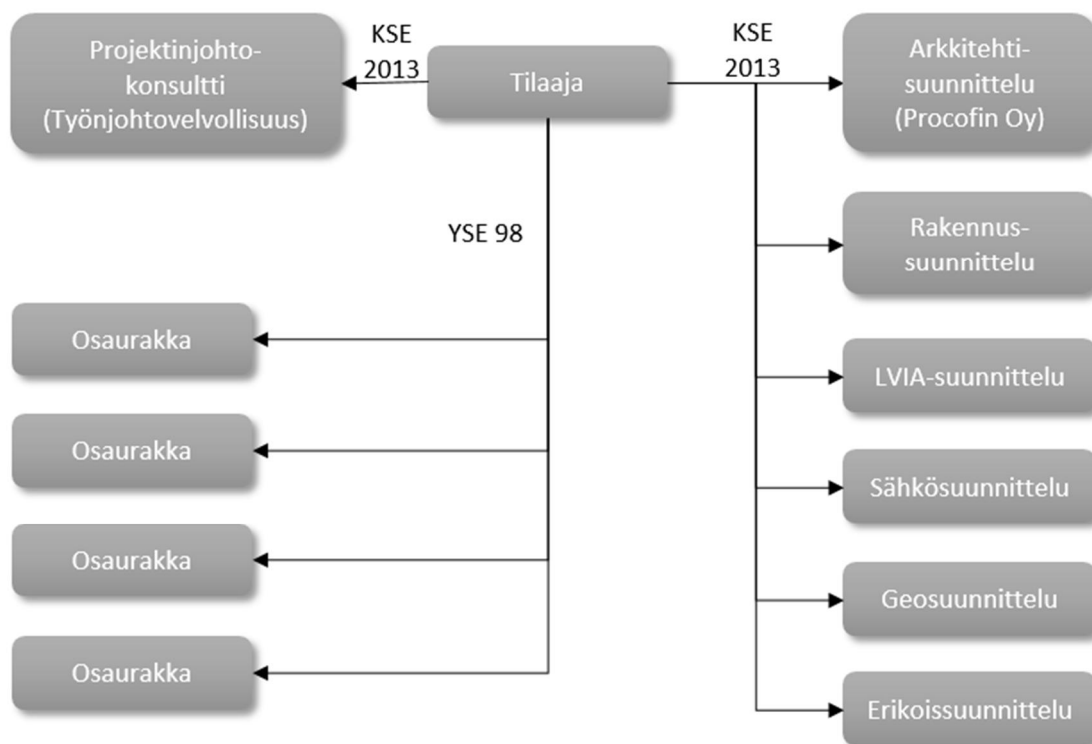 Projektinjohto-
konsultti
(Työnjohtovelvollisuus)
KSE
2013
Tilaaja
KSE
2013
Arkkitehti-
suunnittelu
(Procofin Oy)
Rakennus-
suunnittelu
YSE 98
Osaurakka
LVIA-suunnittelu
Osaurakka
Sähkösuunnittelu
Osaurakka
Geosuunnittelu
Osaurakka
Erikoissuunnittelu